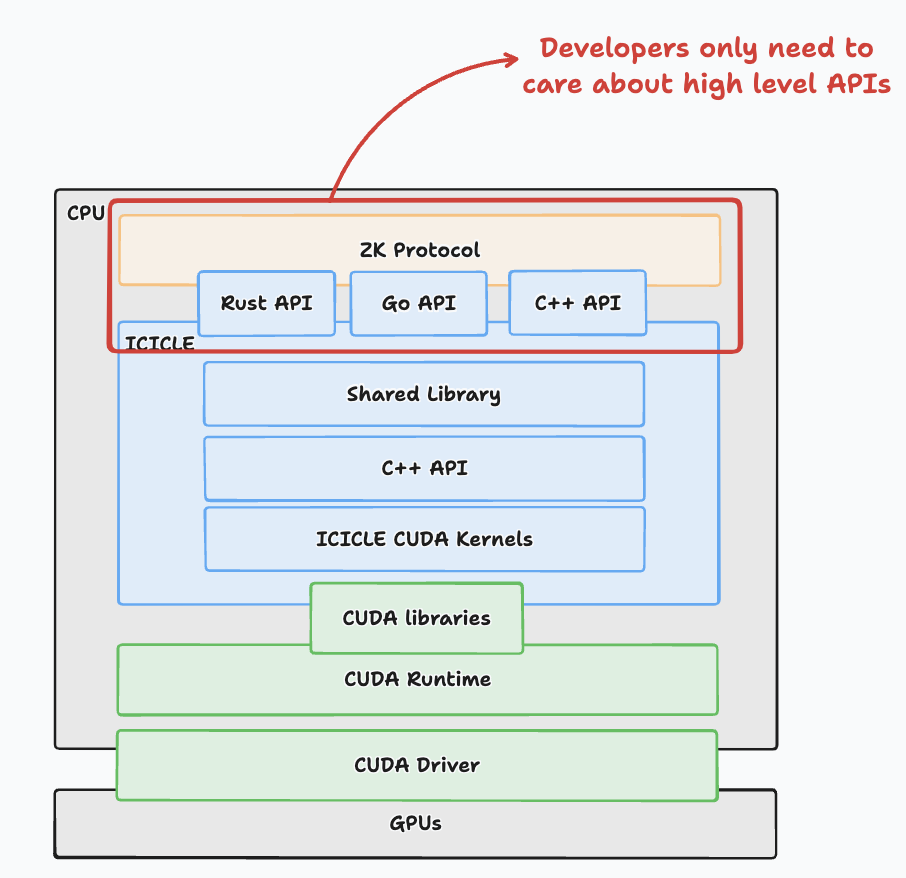 Developers only need to
care about high level APIs
CPU
ZK Protocol
Rust API
Go API
C++ API
ICICLE
Shared Library
C++ API
ICICLE CUDA Kernels
CUDA libraries
CUDA Runtime
CUDA Driver
GPUs